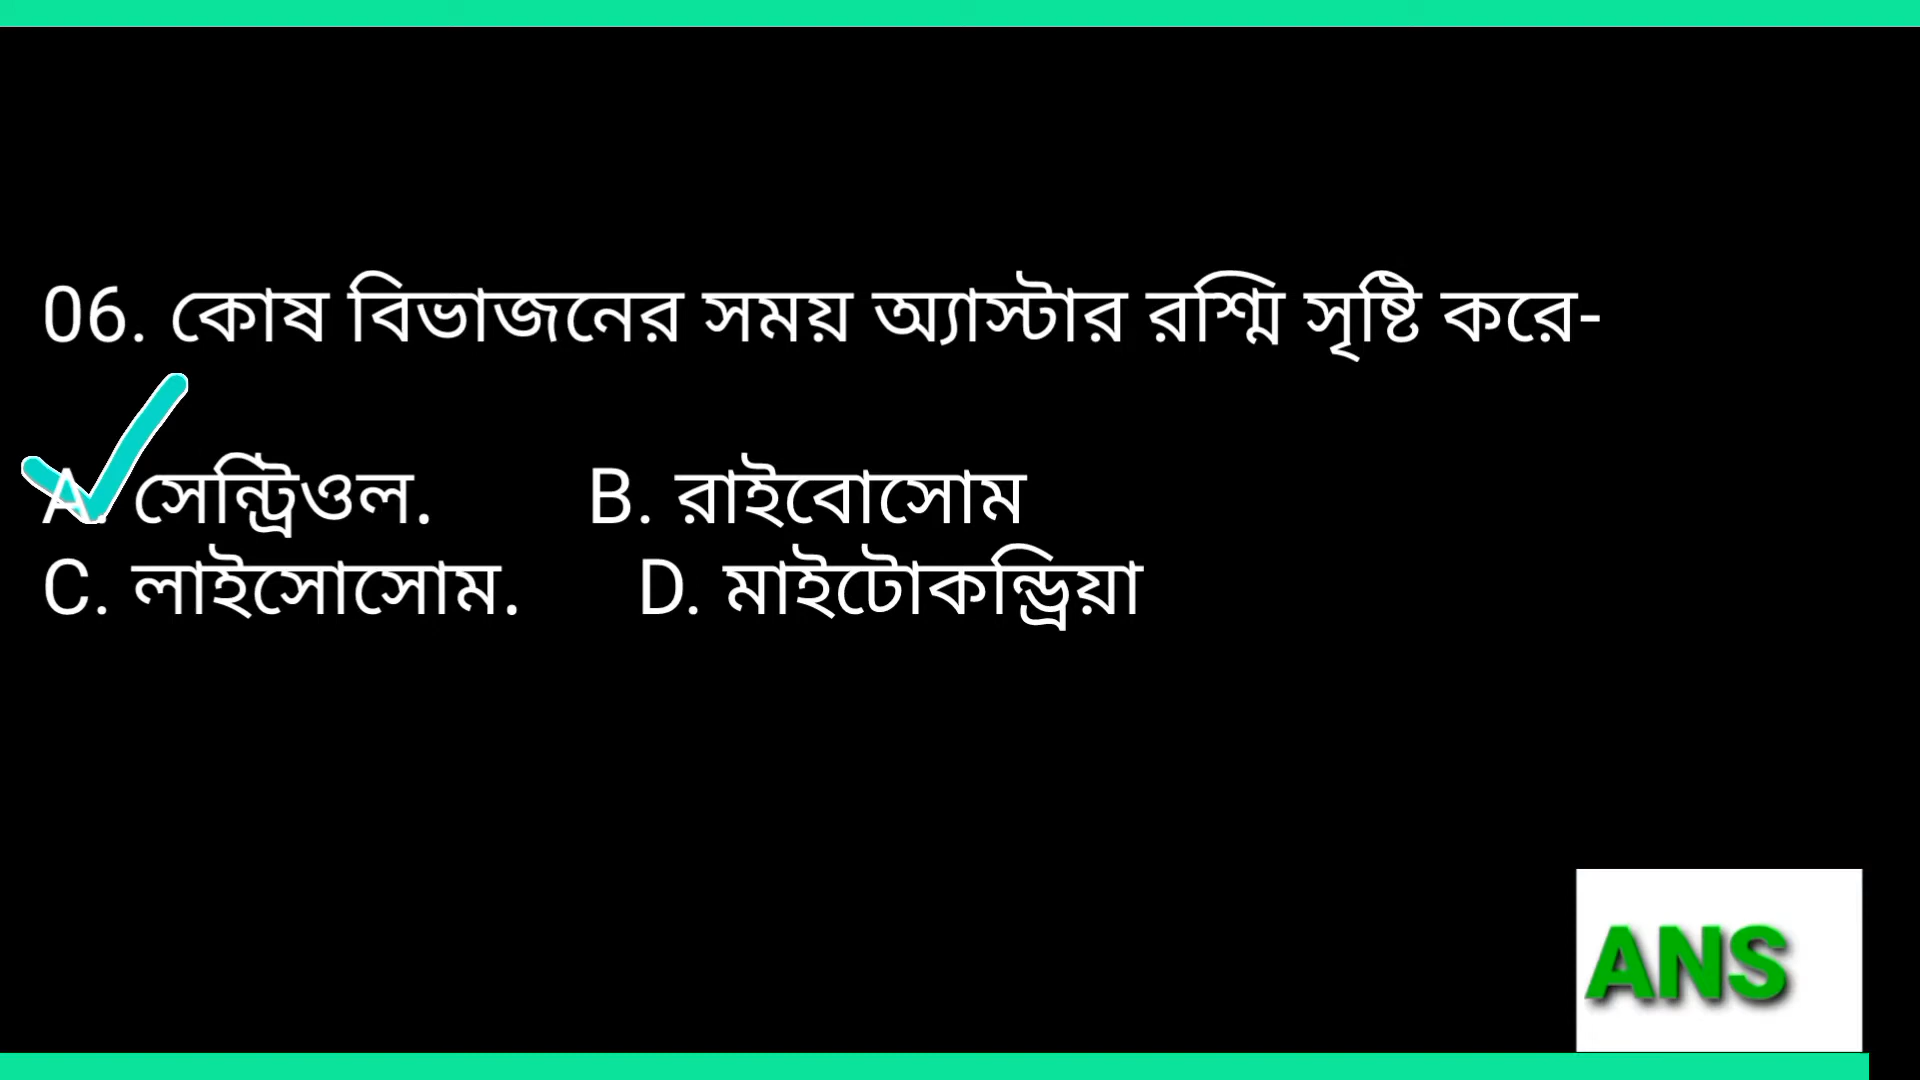 06. কোষ বিভাজনের সময় অ্যাস্টার রশ্মি সৃষ্টি করে-
A. সেন্ট্রিওল. B. রাইবোসোম
C. লাইসোসোম. D. মাইটোকন্ড্রিয়া
ANS